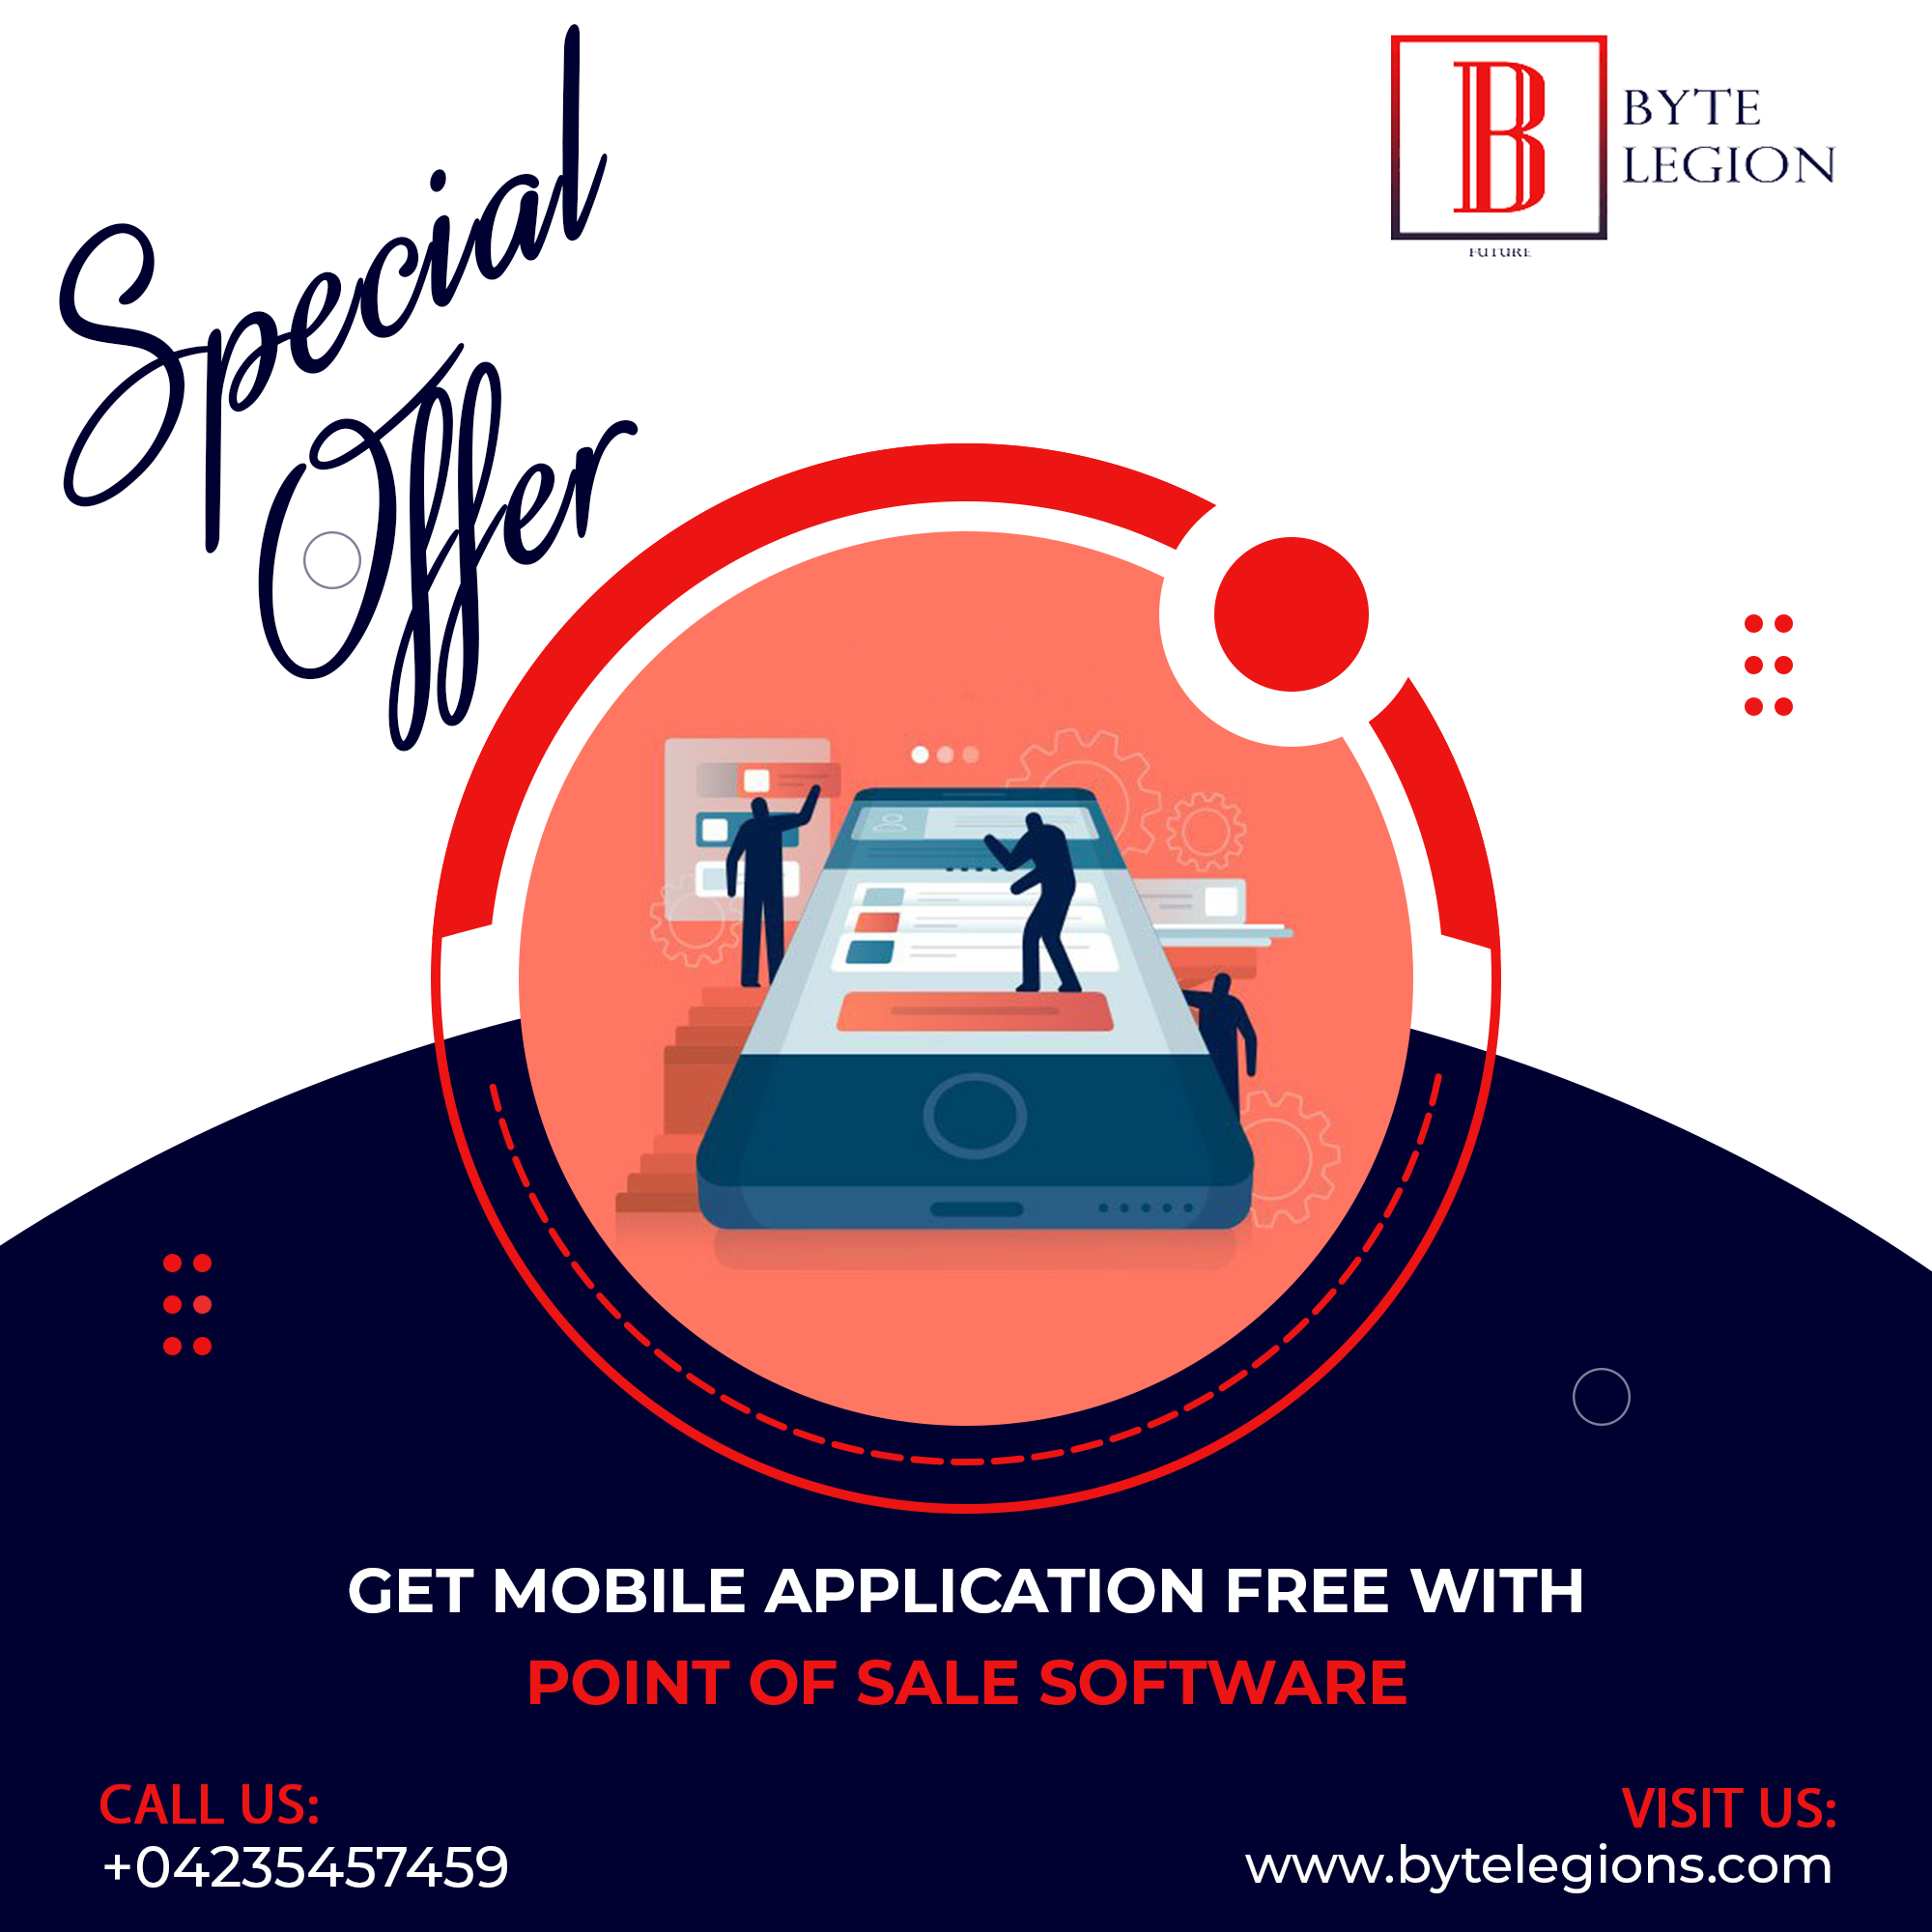 Special
Offer
B
BYTE
LEGION
FUTURE
GET MOBILE APPLICATION FREE WITH
POINT OF SALE SOFTWARE
CALL US:
+04235457459
VISIT US:
www.bytelegions.com